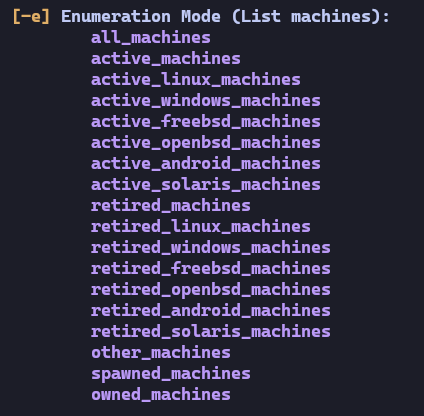 [-e] Enumeration Mode (List machines):
all_machines
active_machines
active_linux_machines
active_windows_machines
active_freebsd_machines
active_openbsd_machines
active_android_machines
active_solaris_machines
retired_machines
retired_linux_machines
retired_windows_machines
retired_freebsd_machines
retired_openbsd_machines
retired_android_machines
retired_solaris_machines
other_machines
spawned_machines
owned_machines